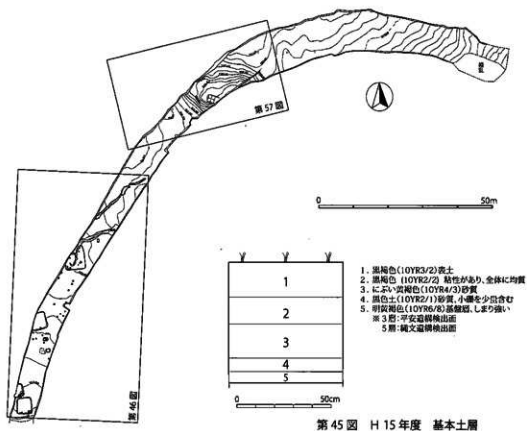 第57図
第46図
攪乱
0 50m
1
2
3
4
5
0 50cm
1. 黒褐色(10YR3/2)表土
2. 黒褐色 (10YR2/2) 粘性があり、全体に均質
3. にぶい黄褐色(10YR4/3)砂質
4. 黒色土(10YR2/1)砂質、小礫を少量含む
5. 明黄褐色(10YR6/8)基盤層、しまり強い
※3層:平安遺構検出面
5層:縄文遺構検出面
第45図 H15年度 基本土層